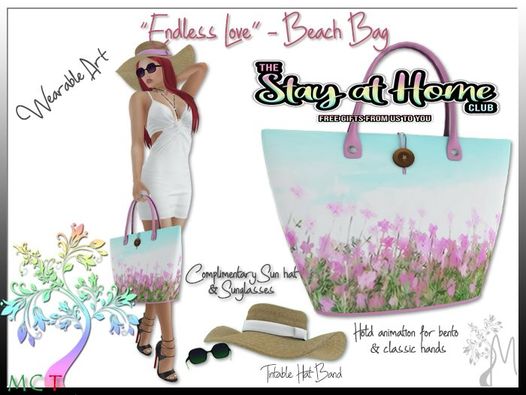 "Endless Love" - Beach Bag
Wearable Art
THE
Stay at Home
CLUB
FREE GIFTS FROM US TO YOU
Complimentary Sun hat
& Sunglasses
Hold animation for bento
& classic hands
Tintable Hat Band
MCT
M